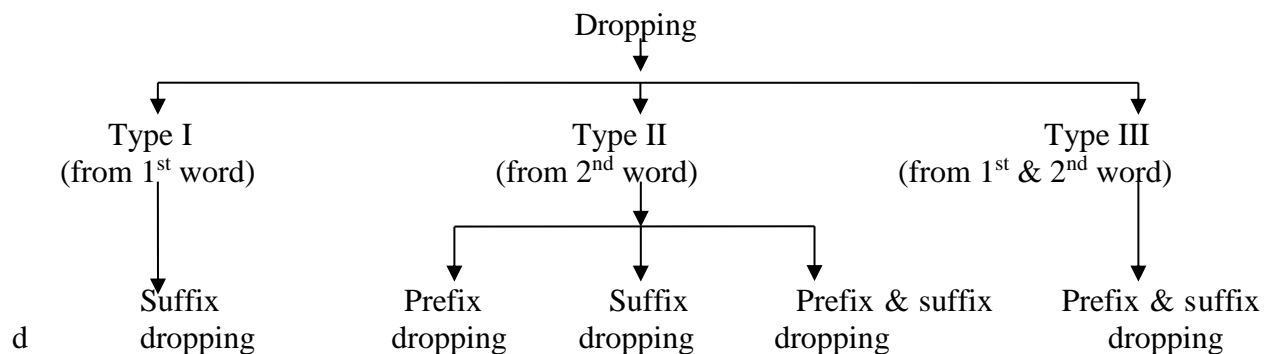 Dropping
Type I Type II Type III
(from 1st word) (from 2nd word) (from 1st & 2nd word)
Suffix Prefix Suffix Prefix & suffix Prefix & suffix
d dropping dropping dropping dropping dropping